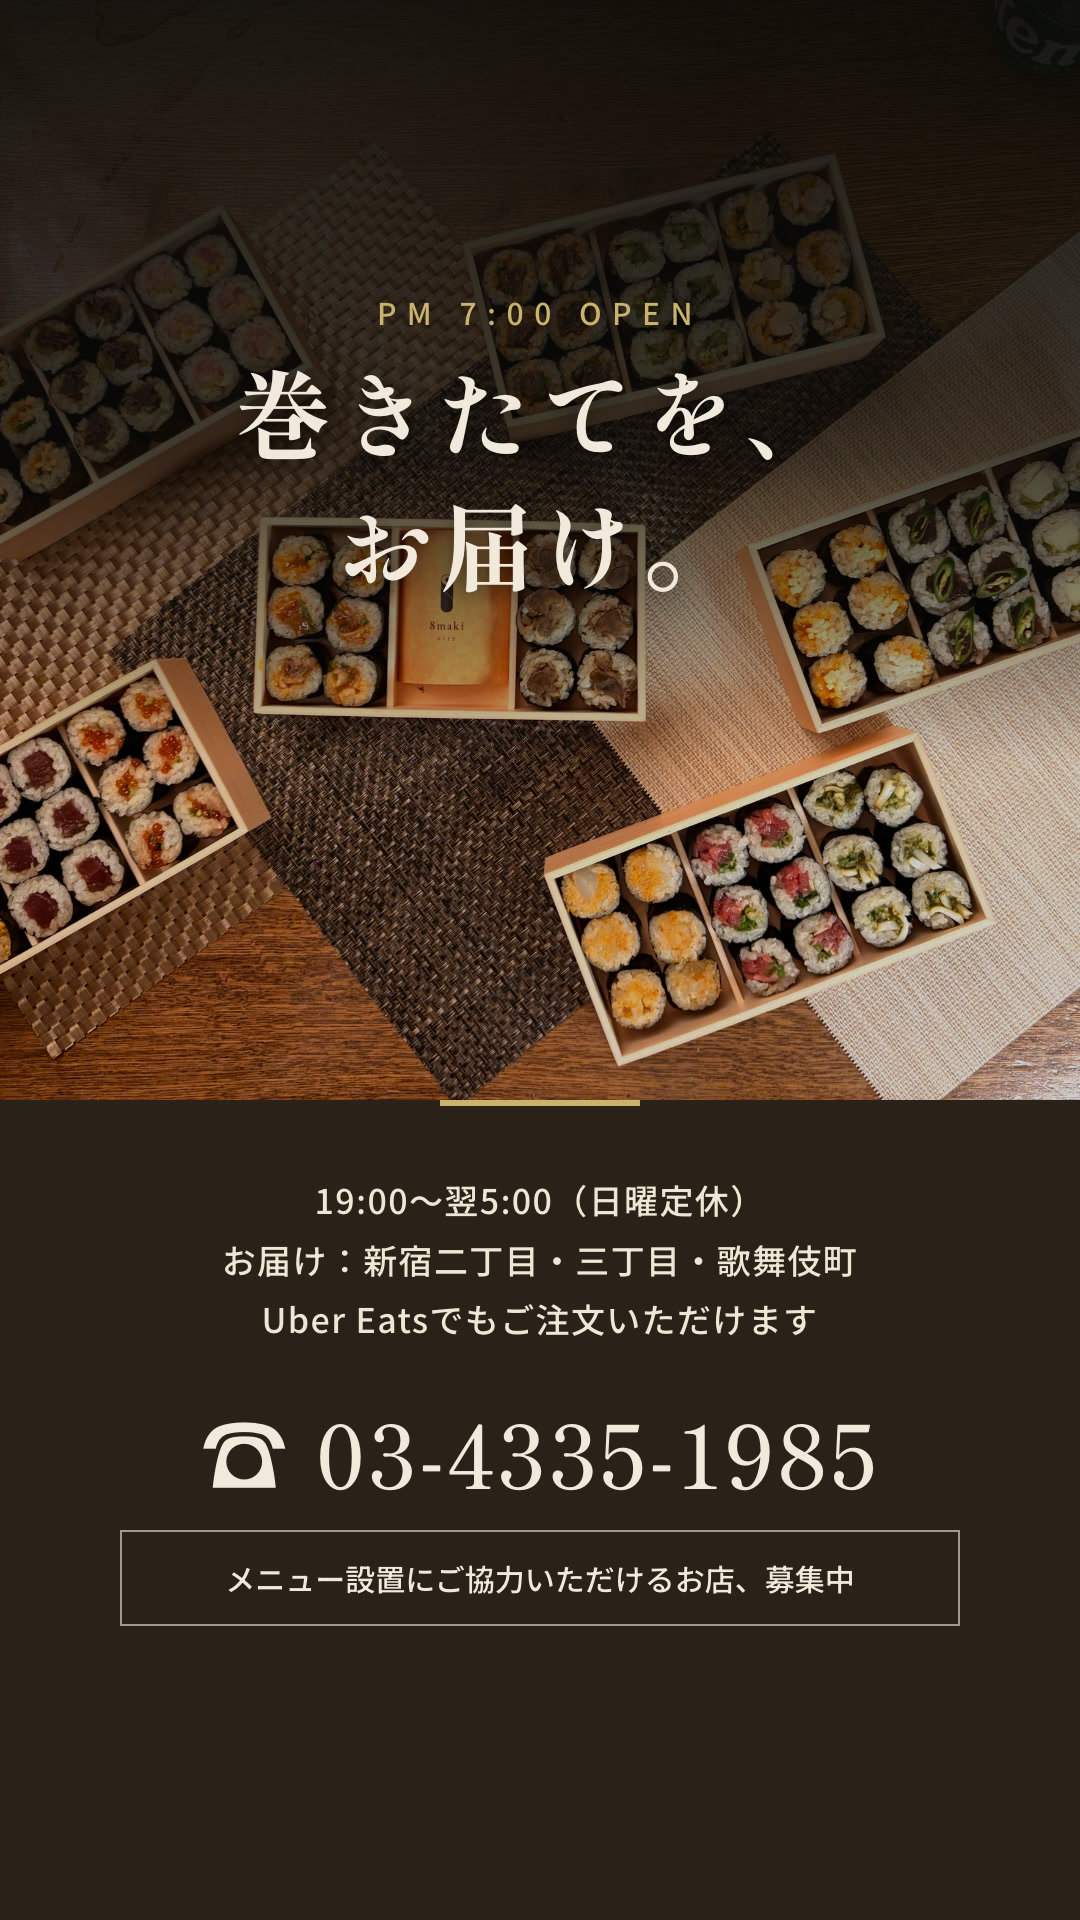 PM 7:00 OPEN
巻きたてを、
お届け。
8maki
19:00〜翌5:00（日曜定休）
お届け：新宿二丁目・三丁目・歌舞伎町
Uber Eatsでもご注文いただけます
☎ 03-4335-1985
メニュー設置にご協力いただけるお店、募集中